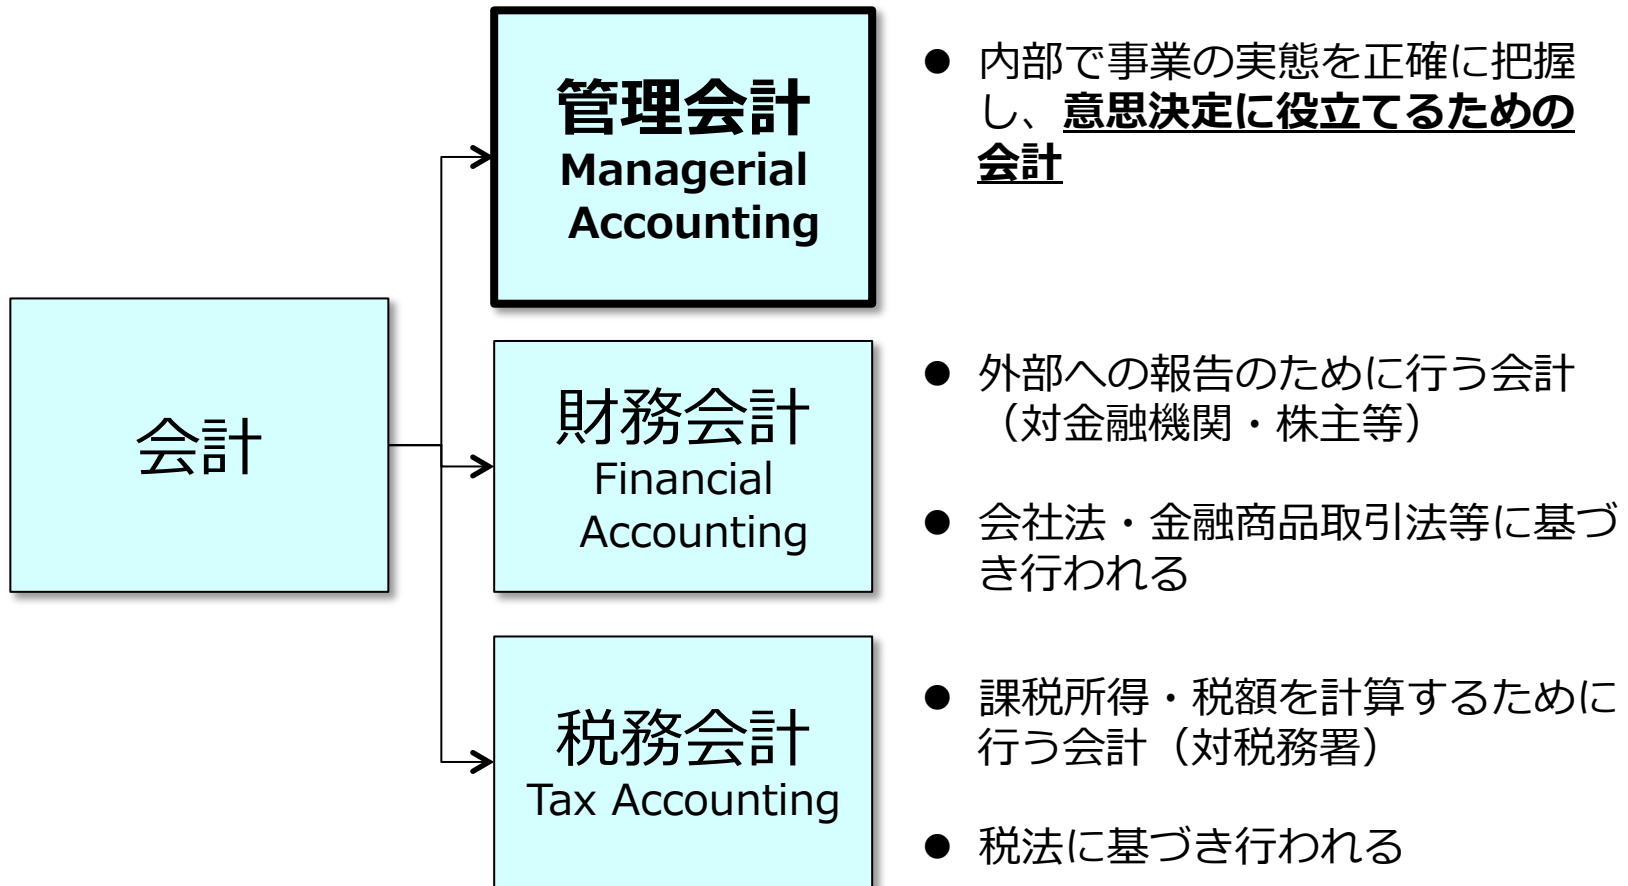 会計
管理会計
Managerial
Accounting
● 内部で事業の実態を正確に把握
し、意思決定に役立てるための
会計
財務会計
Financial
Accounting
● 外部への報告のために行う会計
（対金融機関・株主等）
● 会社法・金融商品取引法等に基づ
き行われる
税務会計
Tax Accounting
● 課税所得・税額を計算するために
行う会計（対税務署）
● 税法に基づき行われる